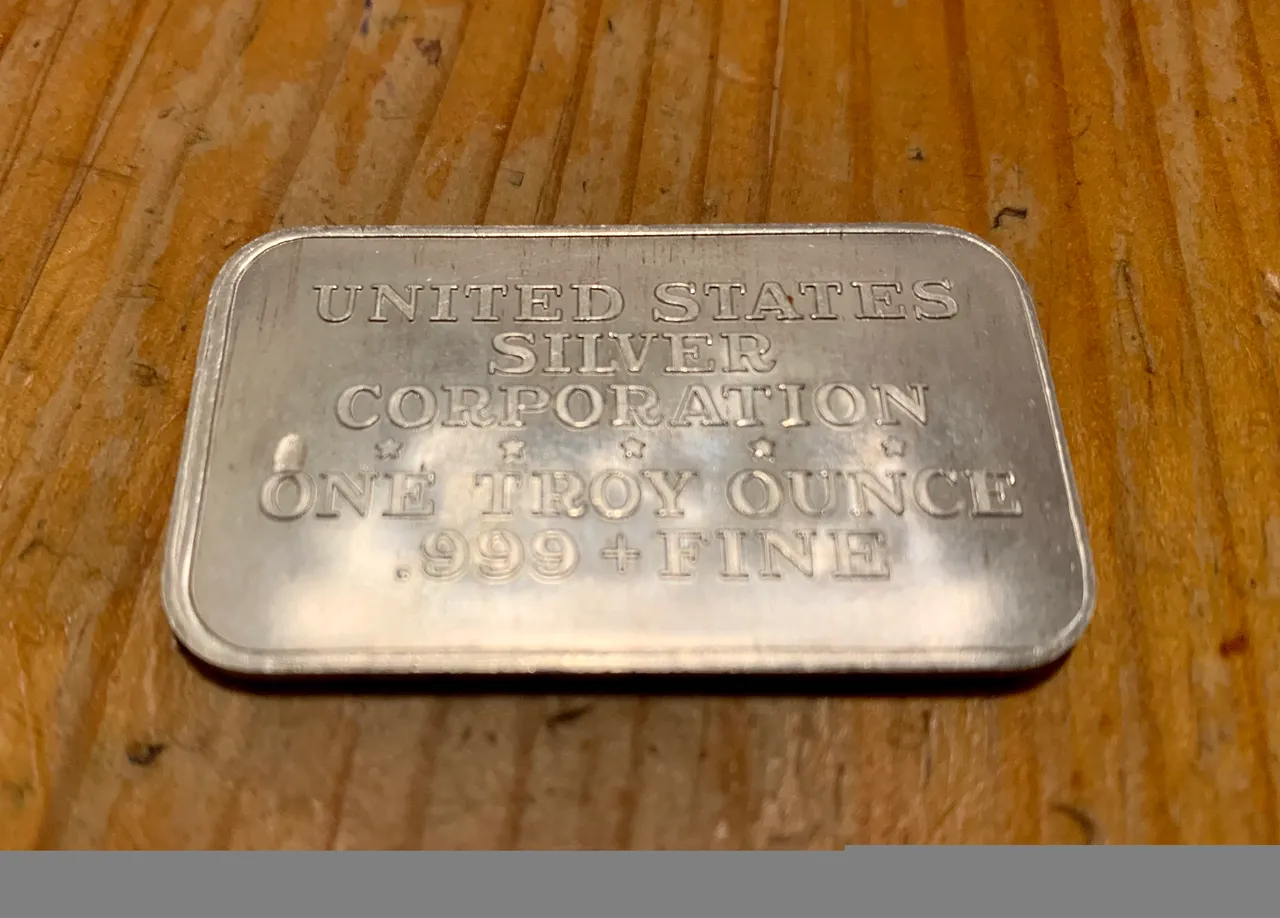 UNITED STATES
SILVER
CORPORATION
ONE TROY OUNCE
.999 + FINE